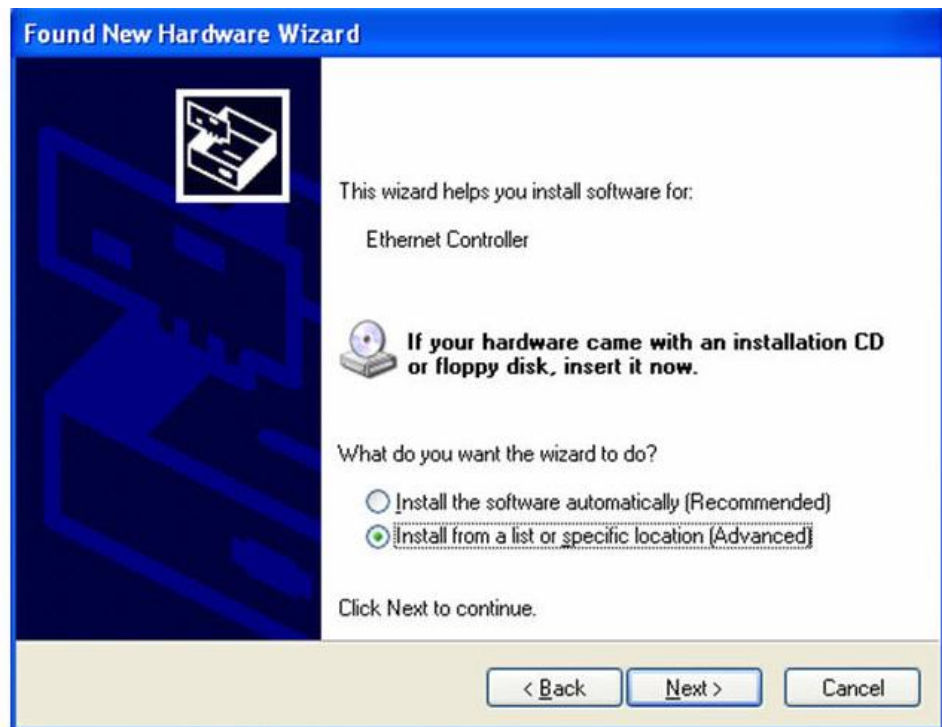 Found New Hardware Wizard
This wizard helps you install software for:
Ethernet Controller
If your hardware came with an installation CD
or floppy disk, insert it now.
What do you want the wizard to do?
Install the software automatically (Recommended)
Install from a list or specific location (Advanced)
Click Next to continue.
< Back
Next >
Cancel